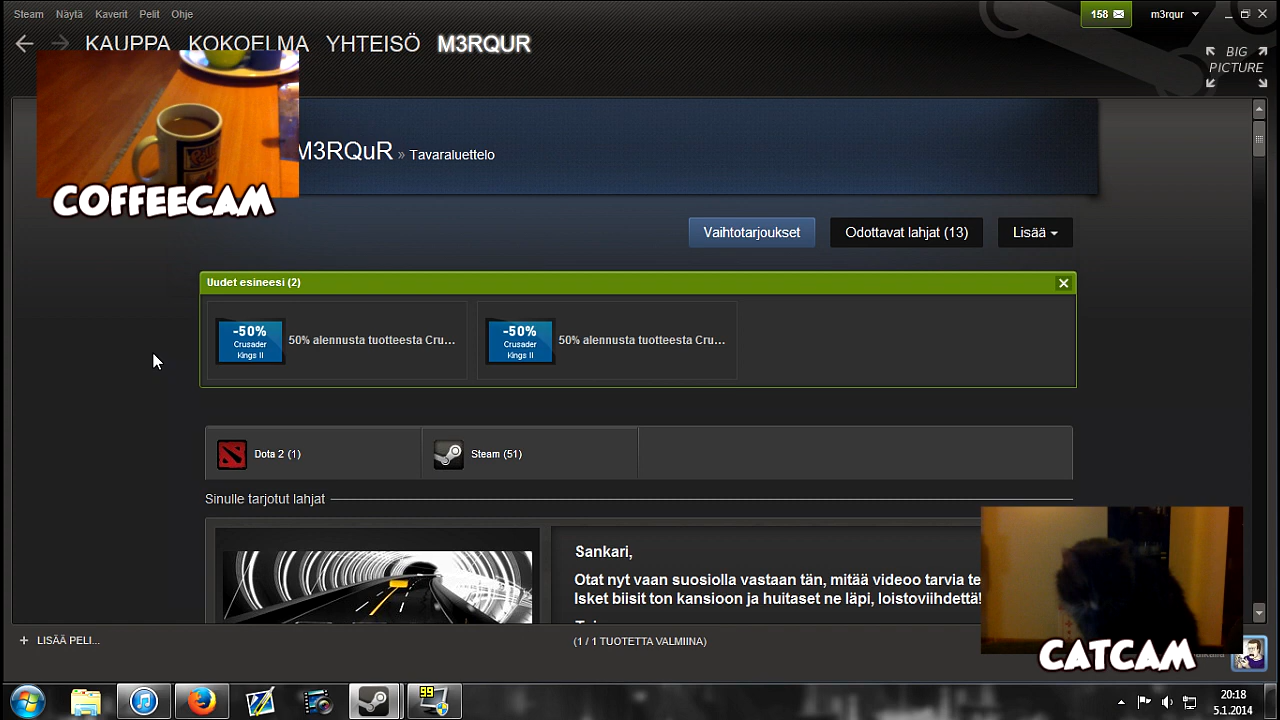 Steam Näytä Kaverit Pelit Ohje
158
m3rqur
KAUPPA KOKOELMA YHTEISÖ M3RQUR
BIG
PICTURE
COFFEECAM
M3RQuR » Tavaraluettelo
Vaihtotarjoukset
Odottavat lahjat (13)
Lisää
Uudet esineesi (2)
-50%
Crusader
Kings II
50% alennusta tuotteesta Cru...
-50%
Crusader
Kings II
50% alennusta tuotteesta Cru...
Dota 2 (1)
Steam (51)
Sinulle tarjotut lahjat
Sankari,
Otat nyt vaan suosiolla vastaan tän, mitää videoo tarvia te
Isket biisit ton kansioon ja huitaset ne läpi, loistoviihdettä!
CATCAM
+ LISÄÄ PELI...
(1 / 1 TUOTETTA VALMIINA)
99
20:18
5.1.2014